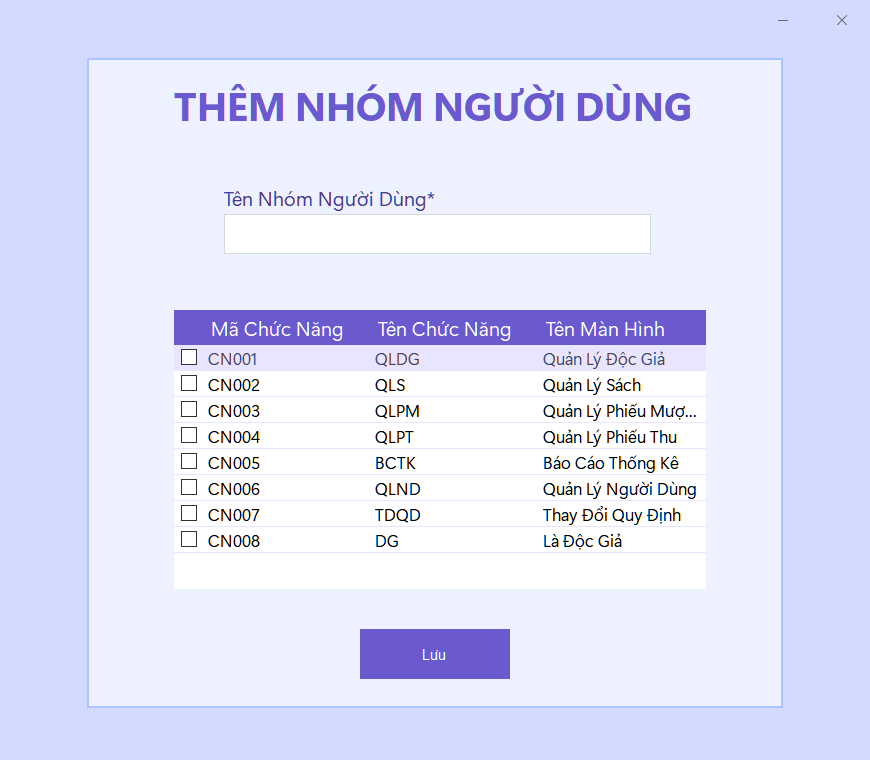 THÊM NHÓM NGƯỜI DÙNG
Tên Nhóm Người Dùng*
Mã Chức Năng Tên Chức Năng Tên Màn Hình
CN001 QLDG Quản Lý Độc Giả
CN002 QLS Quản Lý Sách
CN003 QLPM Quản Lý Phiếu Mượ...
CN004 QLPT Quản Lý Phiếu Thu
CN005 BCTK Báo Cáo Thống Kê
CN006 QLND Quản Lý Người Dùng
CN007 TDQD Thay Đổi Quy Định
CN008 DG Là Độc Giả
Lưu